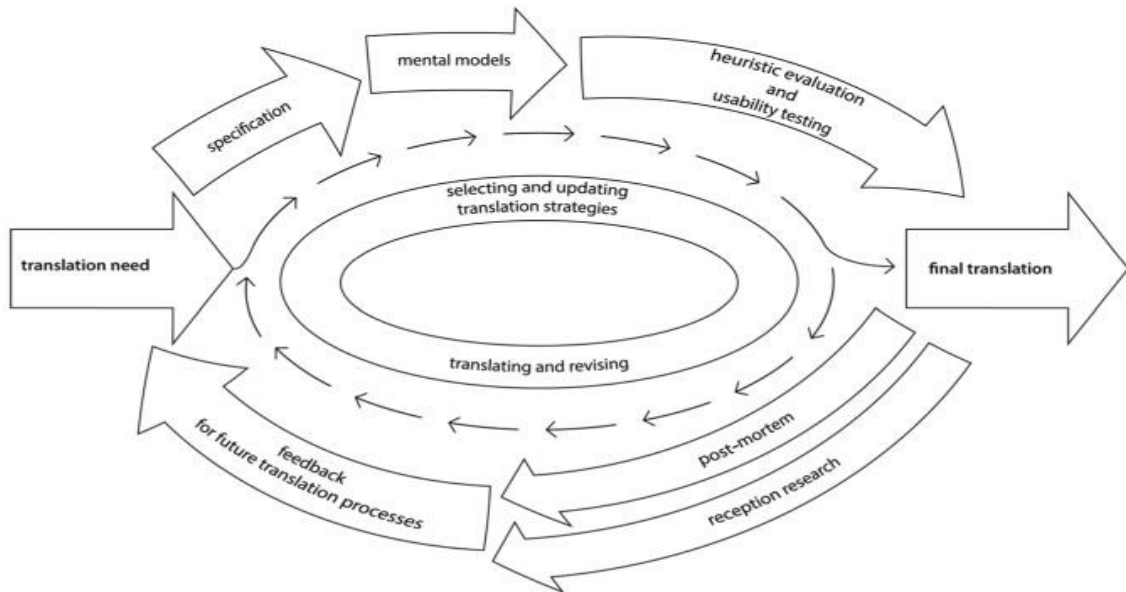 mental models
heuristic evaluation
and
usability testing
specification
selecting and updating
translation strategies
translation need
final translation
translating and revising
post-mortem
reception research
feedback
for future translation processes